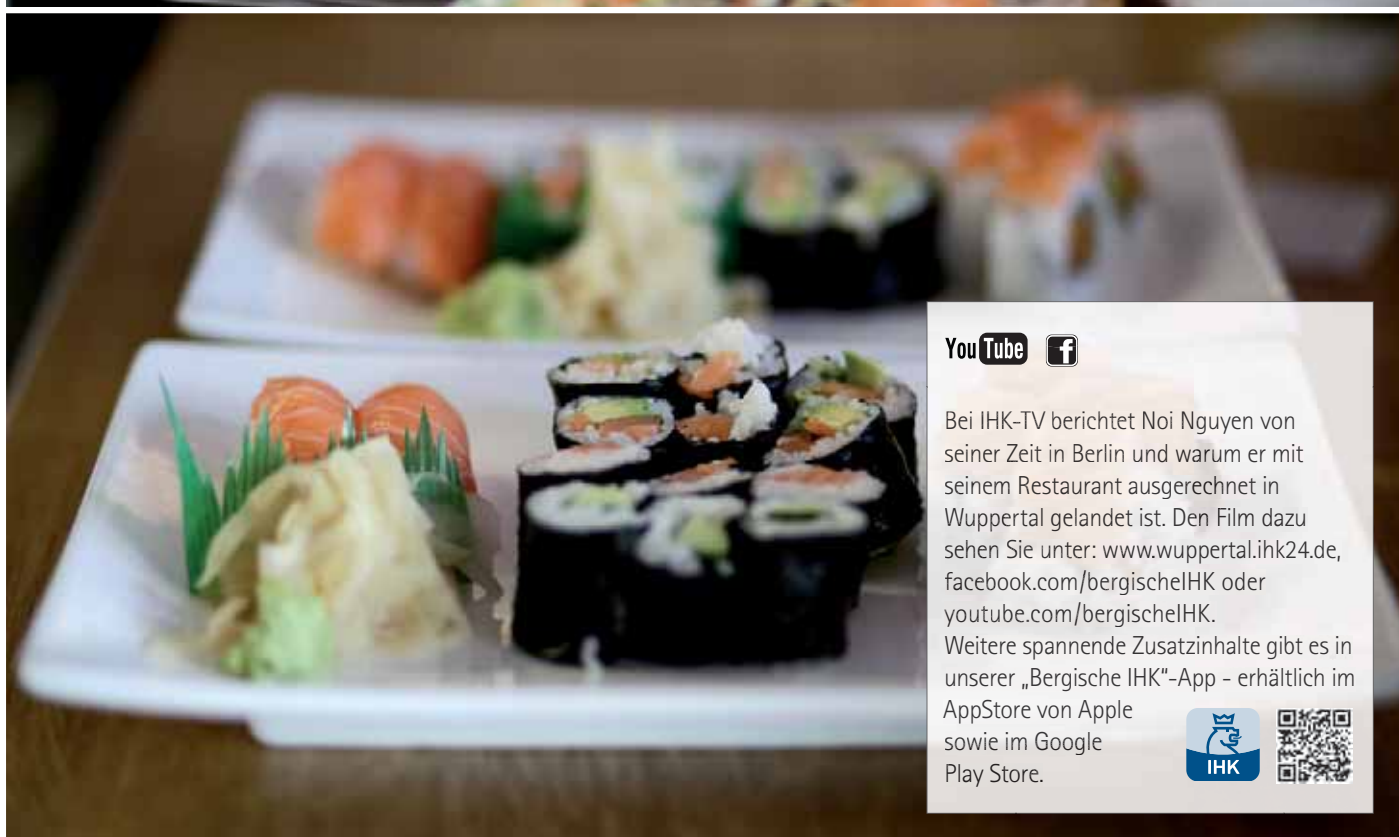 YouTube f
Bei IHK-TV berichtet Noi Nguyen von
seiner Zeit in Berlin und warum er mit
seinem Restaurant ausgerechnet in
Wuppertal gelandet ist. Den Film dazu
sehen Sie unter: www.wuppertal.ihk24.de,
facebook.com/bergischeIHK oder
youtube.com/bergischeIHK.
Weitere spannende Zusatzinhalte gibt es in
unserer „Bergische IHK"-App - erhältlich im
AppStore von Apple
sowie im Google
Play Store.
IHK